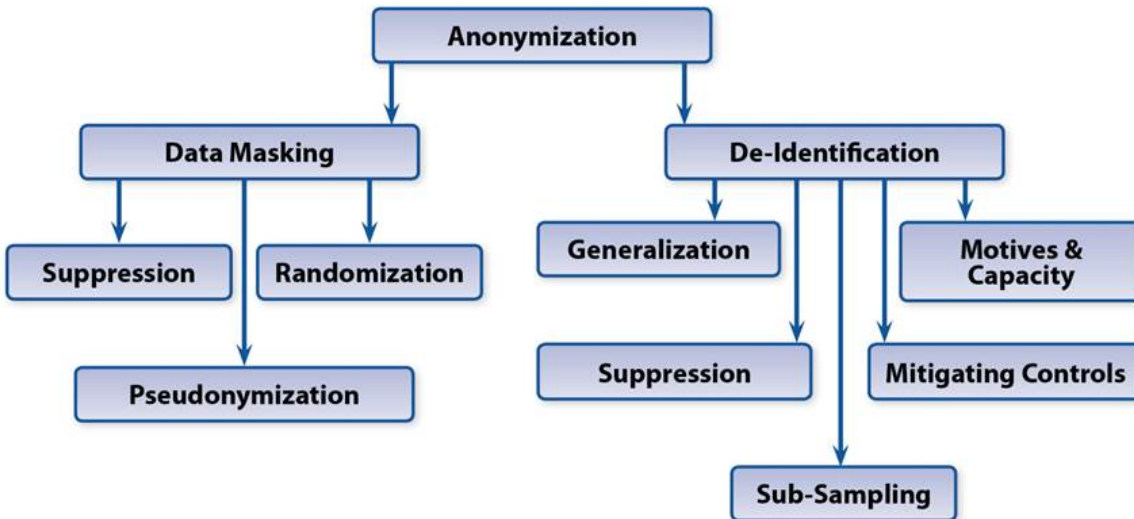 Anonymization
Data Masking
De-Identification
Suppression
Randomization
Pseudonymization
Generalization
Motives &
Capacity
Suppression
Mitigating Controls
Sub-Sampling